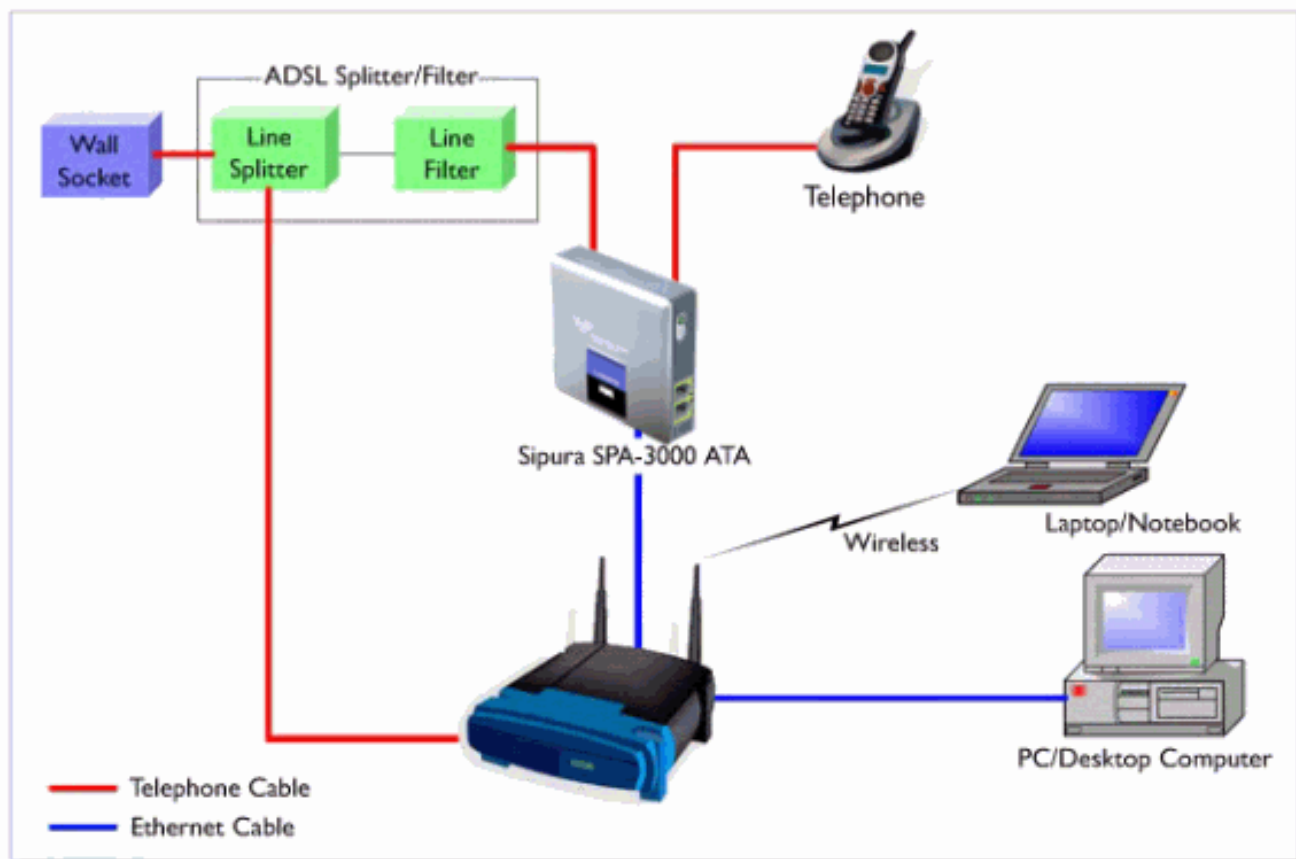 ADSL Splitter/Filter
Wall
Socket
Line
Splitter
Line
Filter
Telephone
Sipura SPA-3000 ATA
Laptop/Notebook
Wireless
PC/Desktop Computer
Telephone Cable
Ethernet Cable